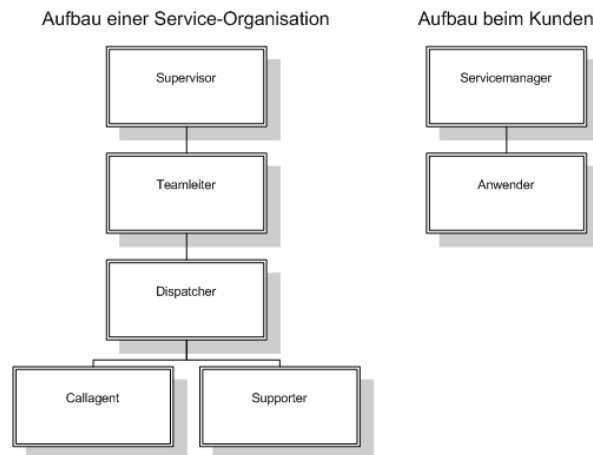 Aufbau einer Service-Organisation
Supervisor
Teamleiter
Dispatcher
Callagent
Supporter
Aufbau beim Kunden
Servicemanager
Anwender